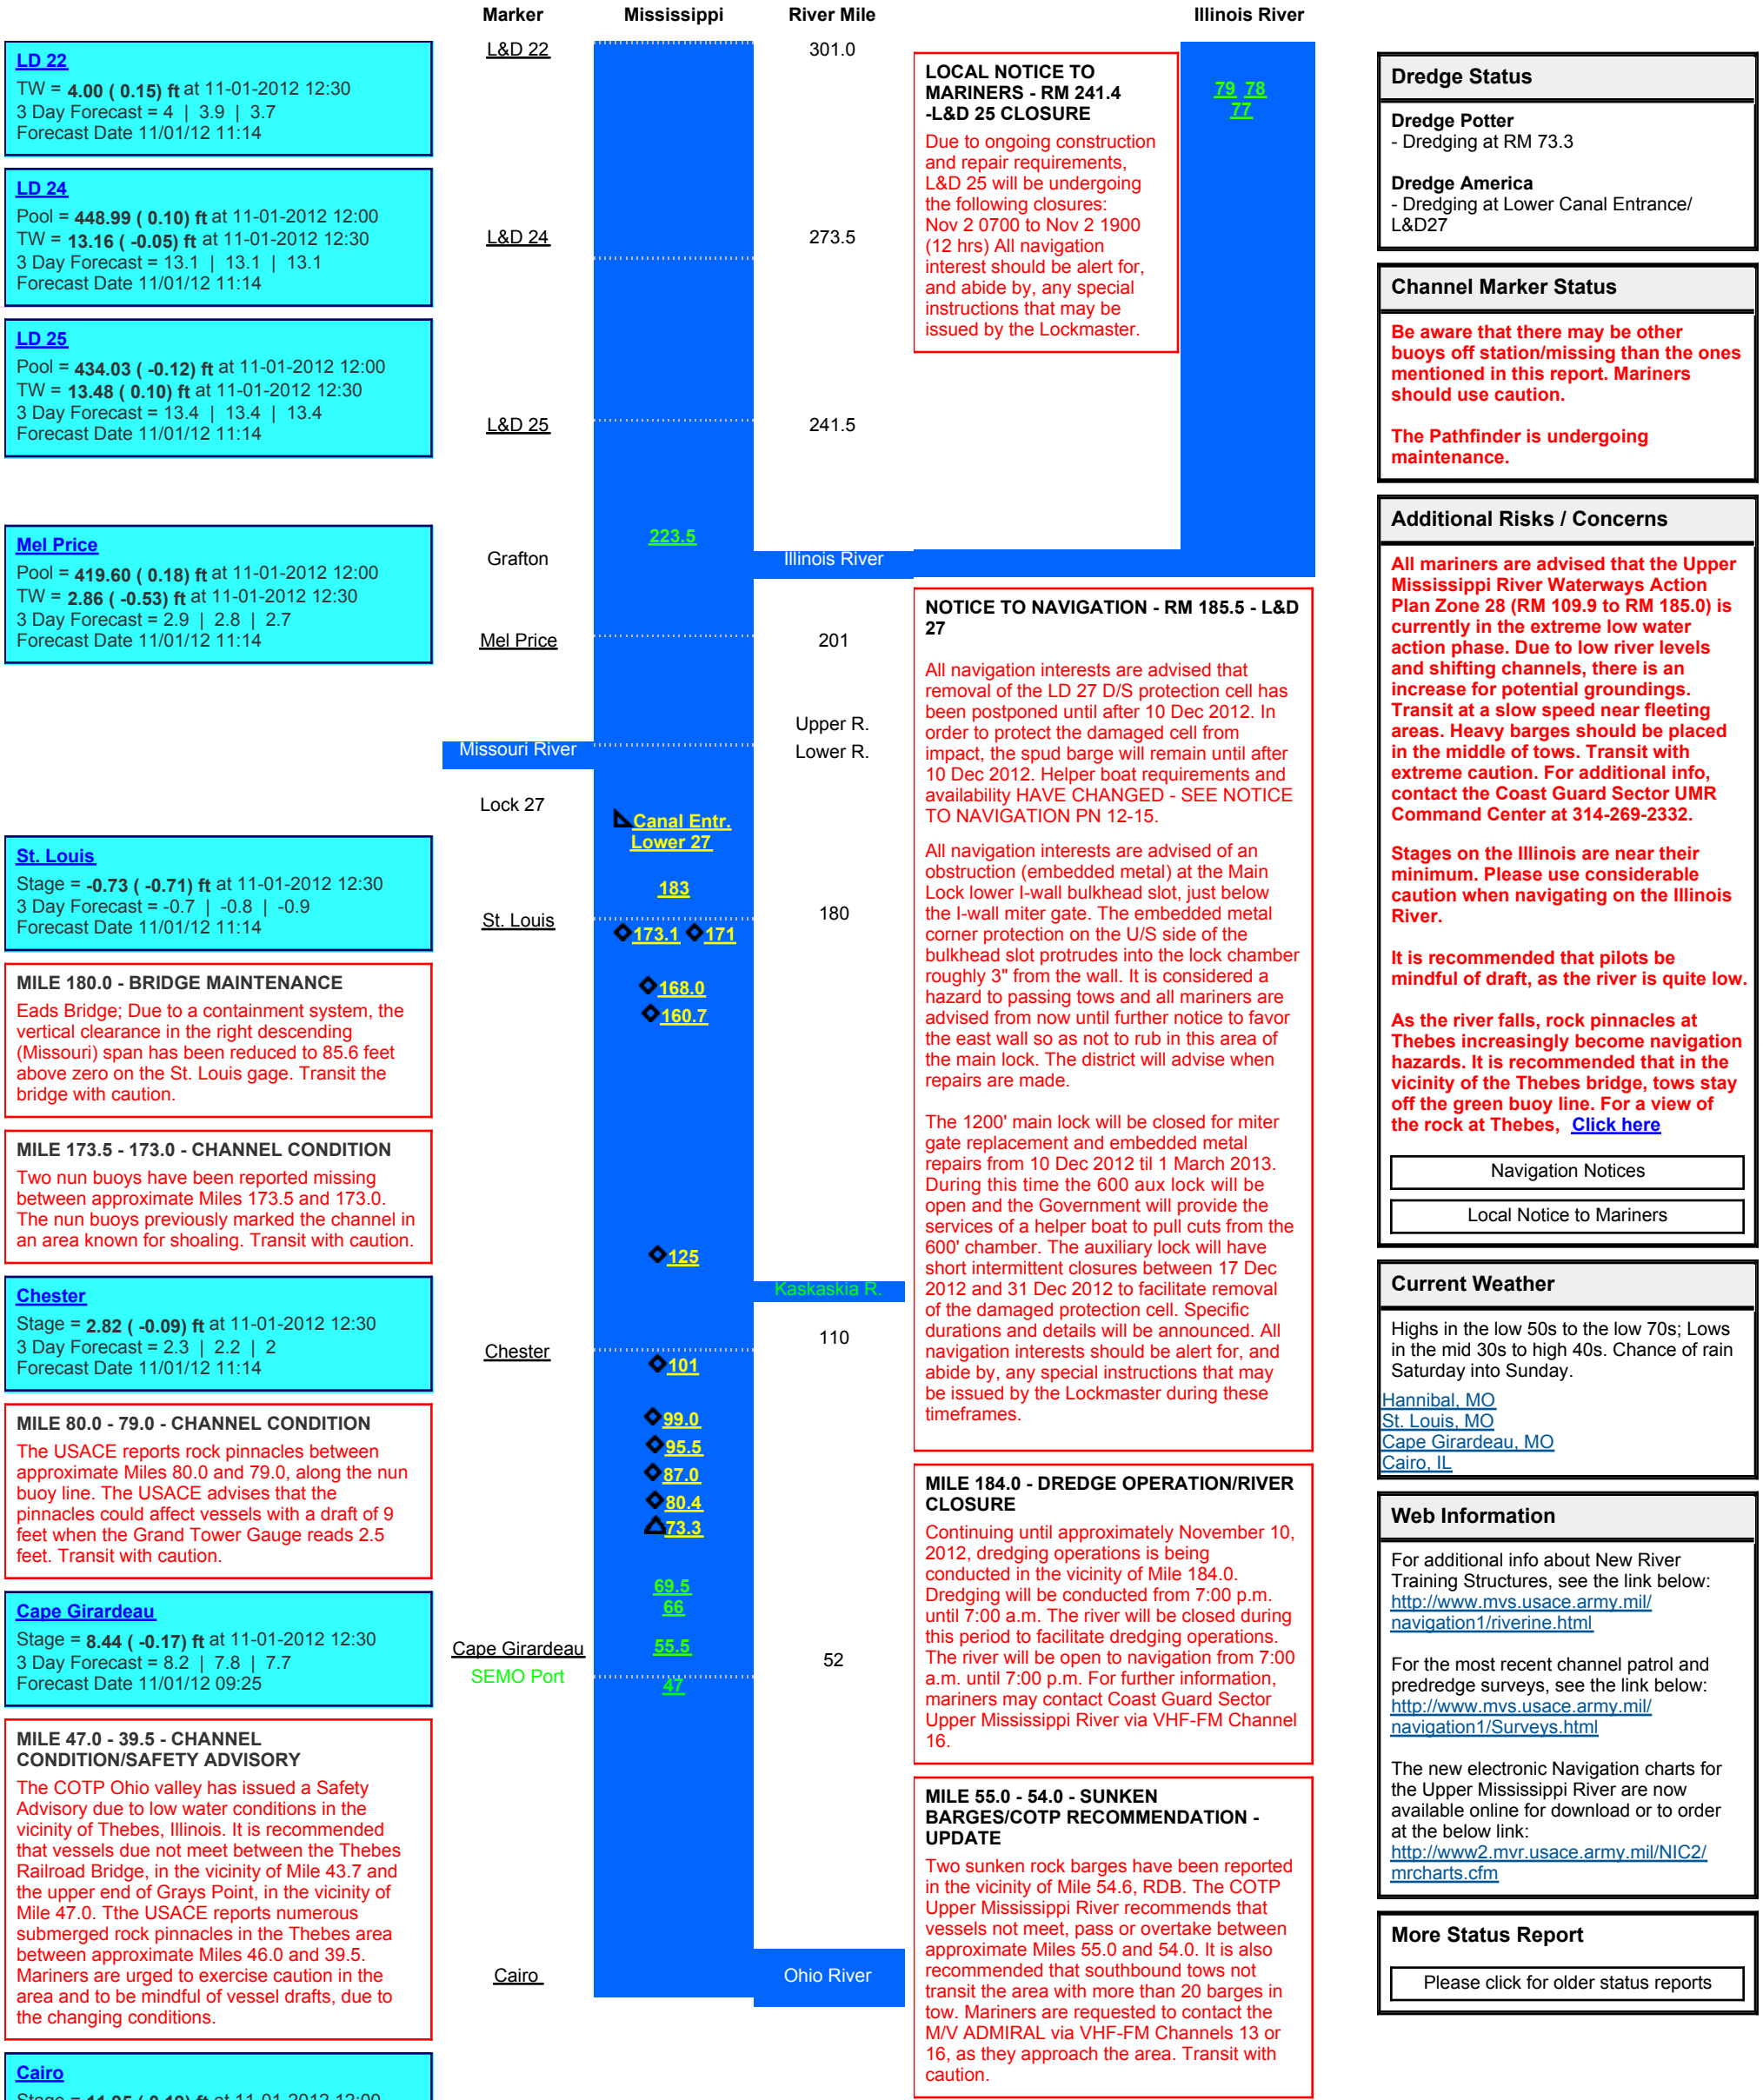 Marker
Mississippi
River Mile
Illinois River
LD 22
TW = 4.00 ( 0.15) ft at 11-01-2012 12:30
3 Day Forecast = 4 | 3.9 | 3.7
Forecast Date 11/01/12 11:14
LD 24
Pool = 448.99 ( 0.10) ft at 11-01-2012 12:00
TW = 13.16 ( -0.05) ft at 11-01-2012 12:30
3 Day Forecast = 13.1 | 13.1 | 13.1
Forecast Date 11/01/12 11:14
LD 25
Pool = 434.03 ( -0.12) ft at 11-01-2012 12:00
TW = 13.48 ( 0.10) ft at 11-01-2012 12:30
3 Day Forecast = 13.4 | 13.4 | 13.4
Forecast Date 11/01/12 11:14
Mel Price
Pool = 419.60 ( 0.18) ft at 11-01-2012 12:00
TW = 2.86 ( -0.53) ft at 11-01-2012 12:30
3 Day Forecast = 2.9 | 2.8 | 2.7
Forecast Date 11/01/12 11:14
St. Louis
Stage = -0.73 ( -0.71) ft at 11-01-2012 12:30
3 Day Forecast = -0.7 | -0.8 | -0.9
Forecast Date 11/01/12 11:14
MILE 180.0 - BRIDGE MAINTENANCE
Eads Bridge; Due to a containment system, the
vertical clearance in the right descending
(Missouri) span has been reduced to 85.6 feet
above zero on the St. Louis gage. Transit the
bridge with caution.
MILE 173.5 - 173.0 - CHANNEL CONDITION
Two nun buoys have been reported missing
between approximate Miles 173.5 and 173.0.
The nun buoys previously marked the channel in
an area known for shoaling. Transit with caution.
Chester
Stage = 2.82 ( -0.09) ft at 11-01-2012 12:30
3 Day Forecast = 2.3 | 2.2 | 2
Forecast Date 11/01/12 11:14
MILE 80.0 - 79.0 - CHANNEL CONDITION
The USACE reports rock pinnacles between
approximate Miles 80.0 and 79.0, along the nun
buoy line. The USACE advises that the
pinnacles could affect vessels with a draft of 9
feet when the Grand Tower Gauge reads 2.5
feet. Transit with caution.
Cape Girardeau
Stage = 8.44 ( -0.17) ft at 11-01-2012 12:30
3 Day Forecast = 8.2 | 7.8 | 7.7
Forecast Date 11/01/12 09:25
MILE 47.0 - 39.5 - CHANNEL
CONDITION/SAFETY ADVISORY
The COTP Ohio valley has issued a Safety
Advisory due to low water conditions in the
vicinity of Thebes, Illinois. It is recommended
that vessels due not meet between the Thebes
Railroad Bridge, in the vicinity of Mile 43.7 and
the upper end of Grays Point, in the vicinity of
Mile 47.0. Tthe USACE reports numerous
submerged rock pinnacles in the Thebes area
between approximate Miles 46.0 and 39.5.
Mariners are urged to exercise caution in the
area and to be mindful of vessel drafts, due to
the changing conditions.
Cairo
Stage = 11.95 ( 0.19) ft at 11-01-2012 12:00
L&D 22
L&D 24
L&D 25
Grafton
Mel Price
Missouri River
Lock 27
St. Louis
Chester
Cape Girardeau
SEMO Port
Cairo
223.5
Canal Entr.
Lower 27
183
173.1 171
168.0
160.7
125
101
99.0
95.5
87.0
80.4
73.3
69.5
66
55.5
47
301.0
273.5
241.5
Illinois River
201
Upper R.
Lower R.
180
Kaskaskia R.
110
52
Ohio River
LOCAL NOTICE TO
MARINERS - RM 241.4
-L&D 25 CLOSURE
Due to ongoing construction
and repair requirements,
L&D 25 will be undergoing
the following closures:
Nov 2 0700 to Nov 2 1900
(12 hrs) All navigation
interest should be alert for,
and abide by, any special
instructions that may be
issued by the Lockmaster.
79 78
77
NOTICE TO NAVIGATION - RM 185.5 - L&D
27
All navigation interests are advised that
removal of the LD 27 D/S protection cell has
been postponed until after 10 Dec 2012. In
order to protect the damaged cell from
impact, the spud barge will remain until after
10 Dec 2012. Helper boat requirements and
availability HAVE CHANGED - SEE NOTICE
TO NAVIGATION PN 12-15.
All navigation interests are advised of an
obstruction (embedded metal) at the Main
Lock lower I-wall bulkhead slot, just below
the I-wall miter gate. The embedded metal
corner protection on the U/S side of the
bulkhead slot protrudes into the lock chamber
roughly 3" from the wall. It is considered a
hazard to passing tows and all mariners are
advised from now until further notice to favor
the east wall so as not to rub in this area of
the main lock. The district will advise when
repairs are made.
The 1200' main lock will be closed for miter
gate replacement and embedded metal
repairs from 10 Dec 2012 til 1 March 2013.
During this time the 600 aux lock will be
open and the Government will provide the
services of a helper boat to pull cuts from the
600' chamber. The auxiliary lock will have
short intermittent closures between 17 Dec
2012 and 31 Dec 2012 to facilitate removal
of the damaged protection cell. Specific
durations and details will be announced. All
navigation interests should be alert for, and
abide by, any special instructions that may
be issued by the Lockmaster during these
timeframes.
MILE 184.0 - DREDGE OPERATION/RIVER
CLOSURE
Continuing until approximately November 10,
2012, dredging operations is being
conducted in the vicinity of Mile 184.0.
Dredging will be conducted from 7:00 p.m.
until 7:00 a.m. The river will be closed during
this period to facilitate dredging operations.
The river will be open to navigation from 7:00
a.m. until 7:00 p.m. For further information,
mariners may contact Coast Guard Sector
Upper Mississippi River via VHF-FM Channel
16.
MILE 55.0 - 54.0 - SUNKEN
BARGES/COTP RECOMMENDATION -
UPDATE
Two sunken rock barges have been reported
in the vicinity of Mile 54.6, RDB. The COTP
Upper Mississippi River recommends that
vessels not meet, pass or overtake between
approximate Miles 55.0 and 54.0. It is also
recommended that southbound tows not
transit the area with more than 20 barges in
tow. Mariners are requested to contact the
M/V ADMIRAL via VHF-FM Channels 13 or
16, as they approach the area. Transit with
caution.
Dredge Status
Dredge Potter
- Dredging at RM 73.3
Dredge America
- Dredging at Lower Canal Entrance/
L&D27
Channel Marker Status
Be aware that there may be other
buoys off station/missing than the ones
mentioned in this report. Mariners
should use caution.
The Pathfinder is undergoing
maintenance.
Additional Risks / Concerns
All mariners are advised that the Upper
Mississippi River Waterways Action
Plan Zone 28 (RM 109.9 to RM 185.0) is
currently in the extreme low water
action phase. Due to low river levels
and shifting channels, there is an
increase for potential groundings.
Transit at a slow speed near fleeting
areas. Heavy barges should be placed
in the middle of tows. Transit with
extreme caution. For additional info,
contact the Coast Guard Sector UMR
Command Center at 314-269-2332.
Stages on the Illinois are near their
minimum. Please use considerable
caution when navigating on the Illinois
River.
It is recommended that pilots be
mindful of draft, as the river is quite low.
As the river falls, rock pinnacles at
Thebes increasingly become navigation
hazards. It is recommended that in the
vicinity of the Thebes bridge, tows stay
off the green buoy line. For a view of
the rock at Thebes, Click here
Navigation Notices
Local Notice to Mariners
Current Weather
Highs in the low 50s to the low 70s; Lows
in the mid 30s to high 40s. Chance of rain
Saturday into Sunday.
Hannibal, MO
St. Louis, MO
Cape Girardeau, MO
Cairo, IL
Web Information
For additional info about New River
Training Structures, see the link below:
http://www.mvs.usace.army.mil/
navigation1/riverine.html
For the most recent channel patrol and
predredge surveys, see the link below:
http://www.mvs.usace.army.mil/
navigation1/Surveys.html
The new electronic Navigation charts for
the Upper Mississippi River are now
available online for download or to order
at the below link:
http://www2.mvr.usace.army.mil/NIC2/
mrcharts.cfm
More Status Report
Please click for older status reports